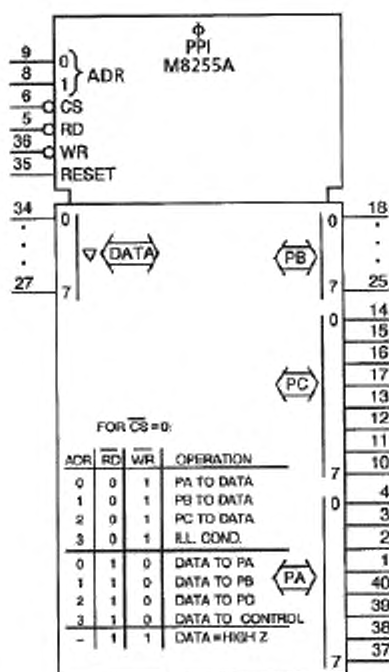 Φ
PPI
M8255A
9 0
8 1
ADR
6 CS
5 RD
36 WR
35 RESET
34 0
27 7
▽ DATA
0 18
PB
7 25
0 14
15
16
17
PC
13
12
11
7 10
0 4
3
2
1
PA
40
39
38
7 37
FOR CS=0:
ADR RD WR OPERATION
0 0 1 PA TO DATA
1 0 1 PB TO DATA
2 0 1 PC TO DATA
3 0 1 ILL. COND.
0 1 0 DATA TO PA
1 1 0 DATA TO PB
2 1 0 DATA TO PC
3 1 0 DATA TO CONTROL
– 1 1 DATA=HIGH Z